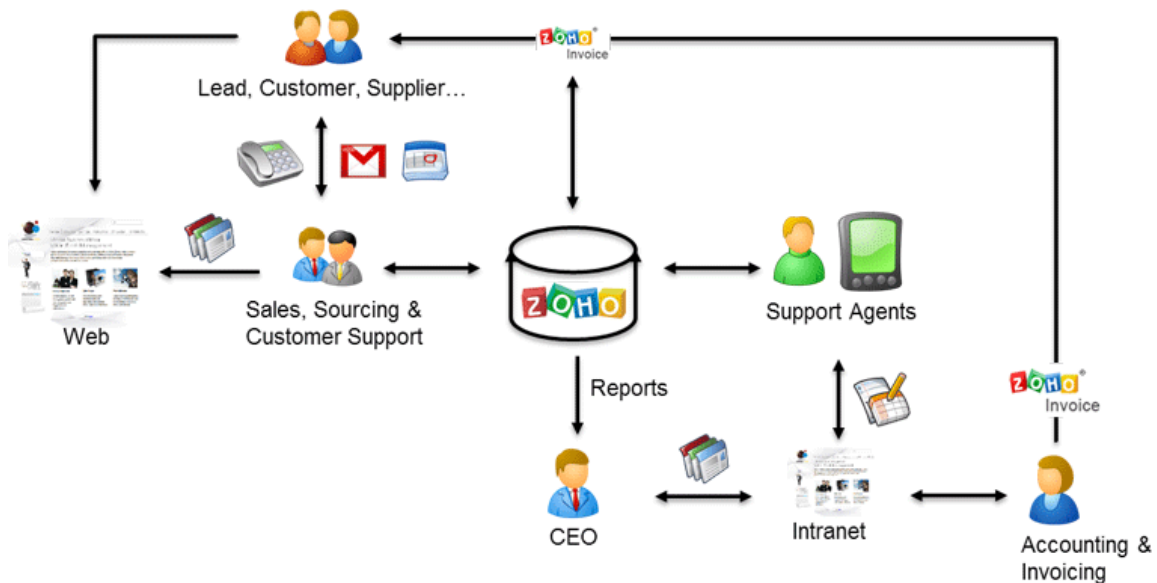 ZOHO®
Invoice
Lead, Customer, Supplier…
Sales, Sourcing &
Customer Support
Web
ZOHO
Support Agents
Reports
ZOHO®
Invoice
CEO
Intranet
Accounting &
Invoicing